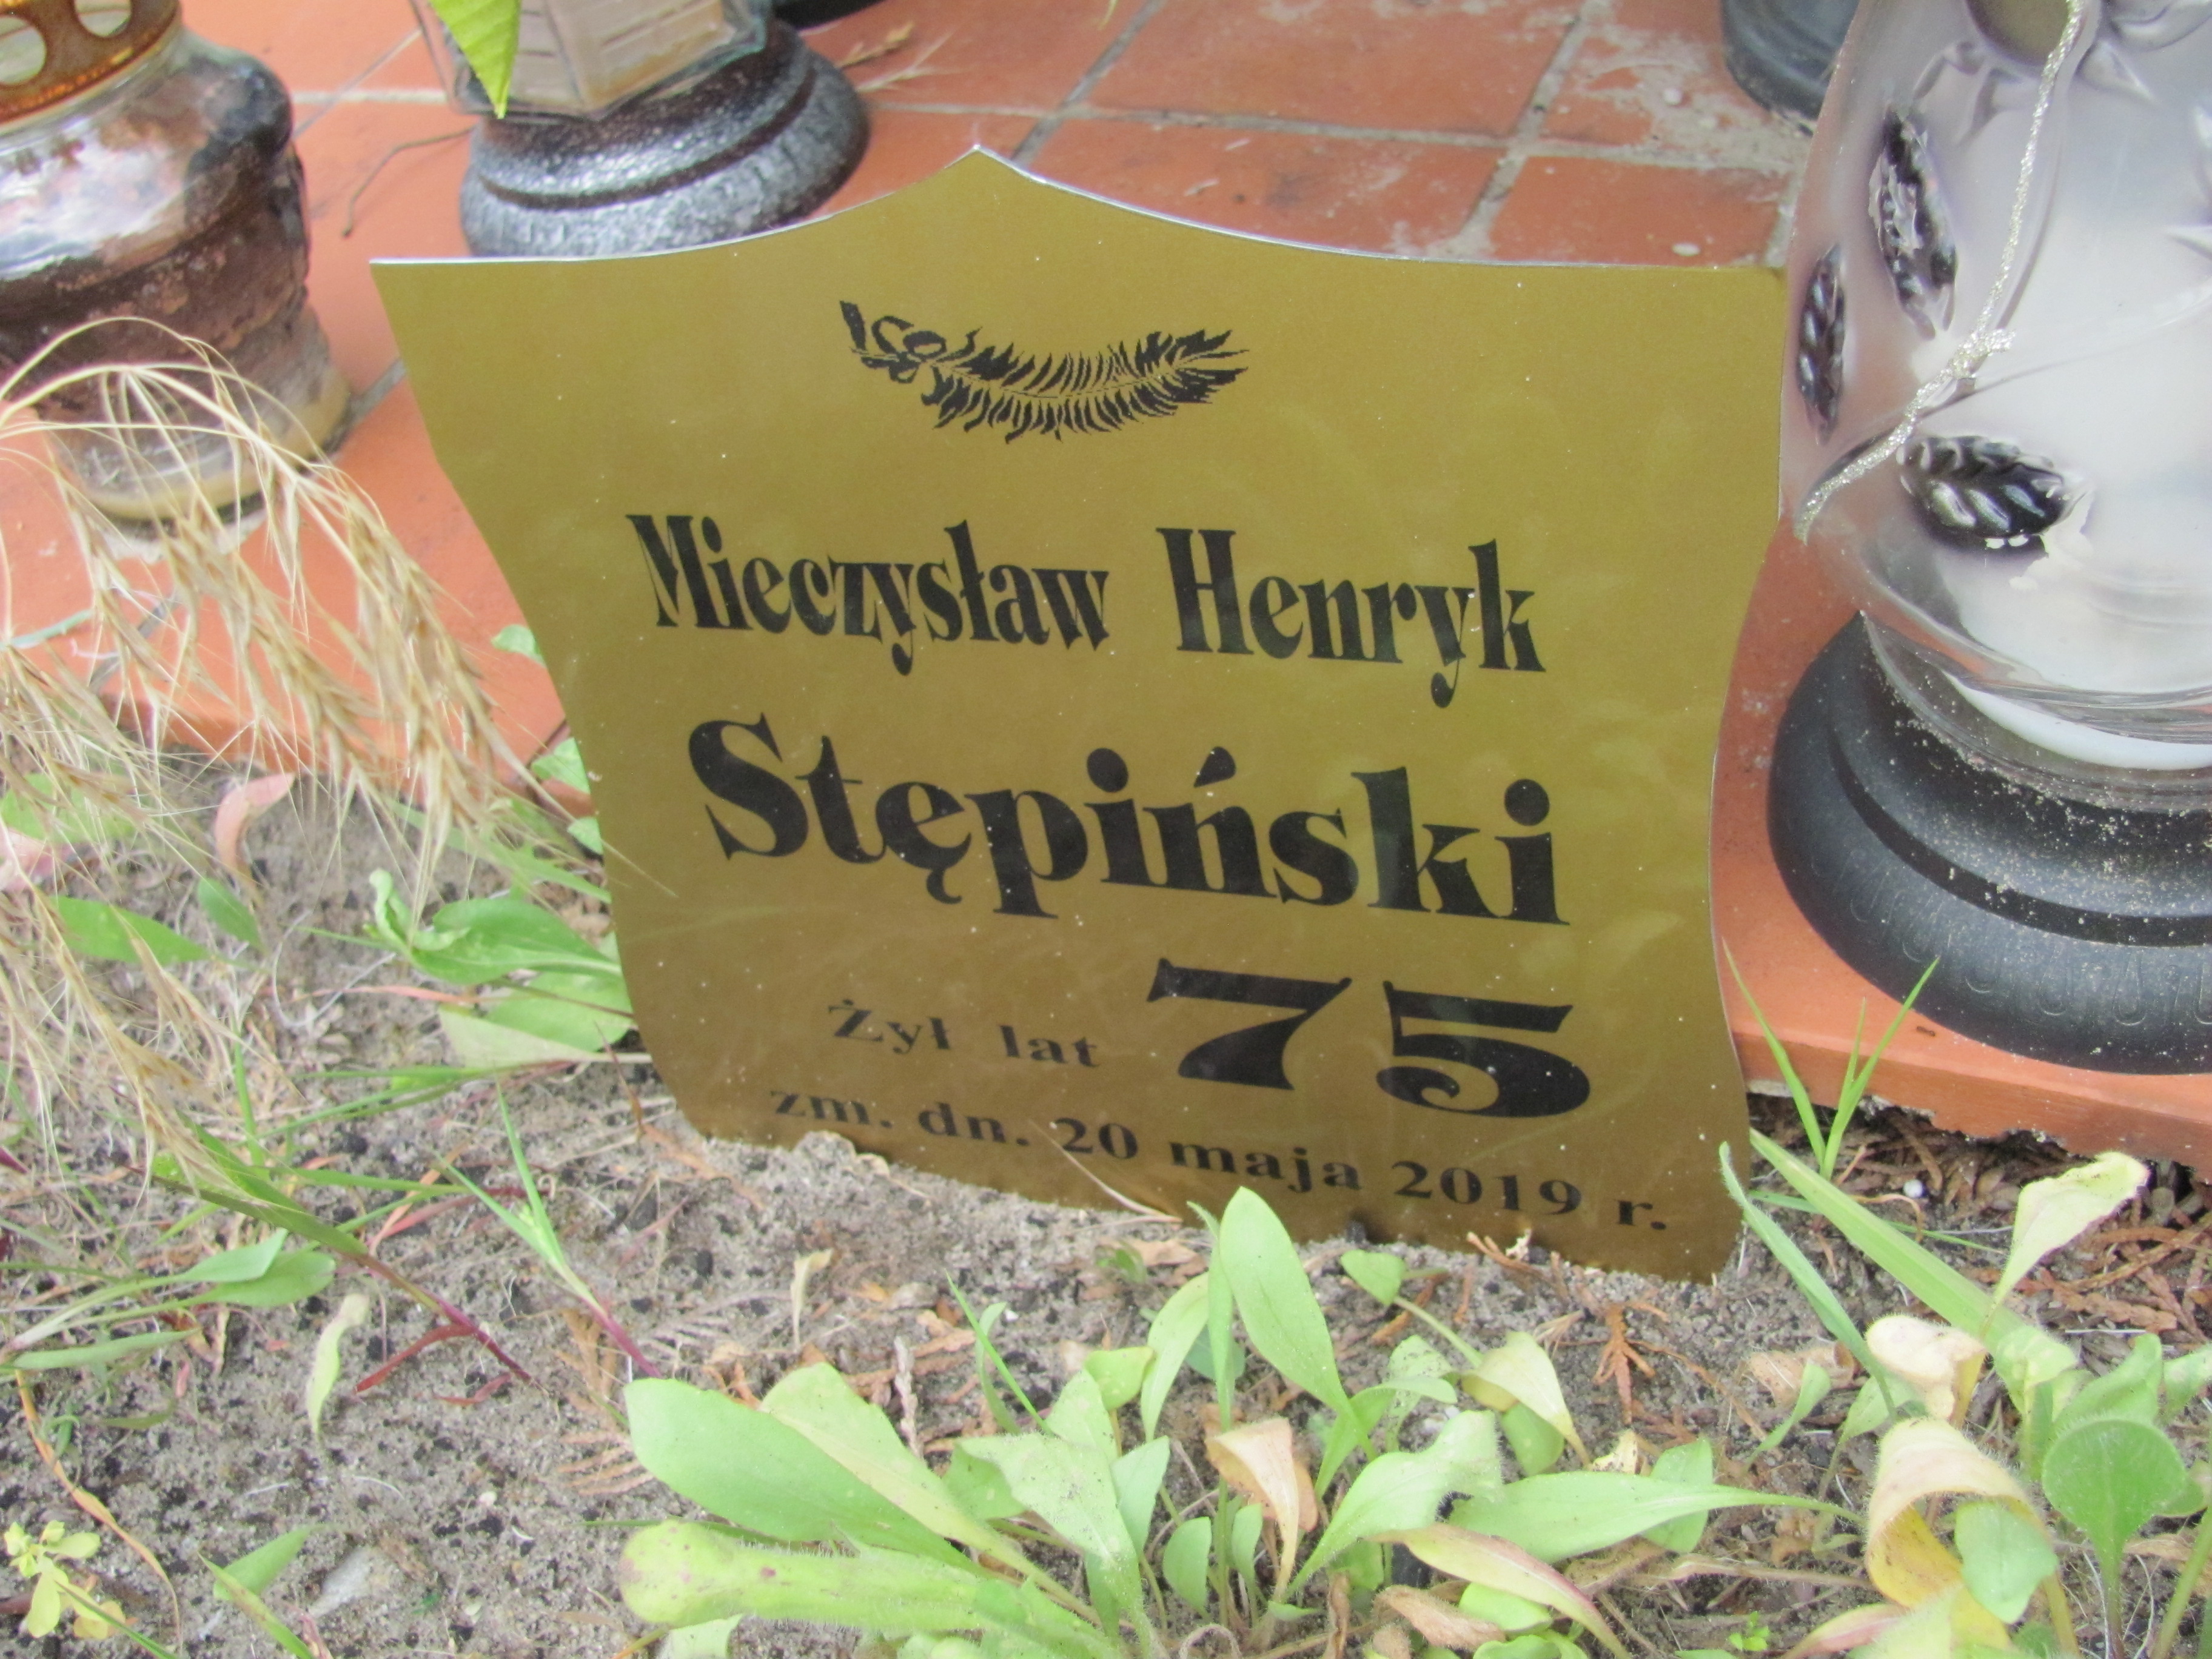 Mieczysław Henryk
Stępiński
Żył lat 75
zm. dn. 20 maja 2019 r.